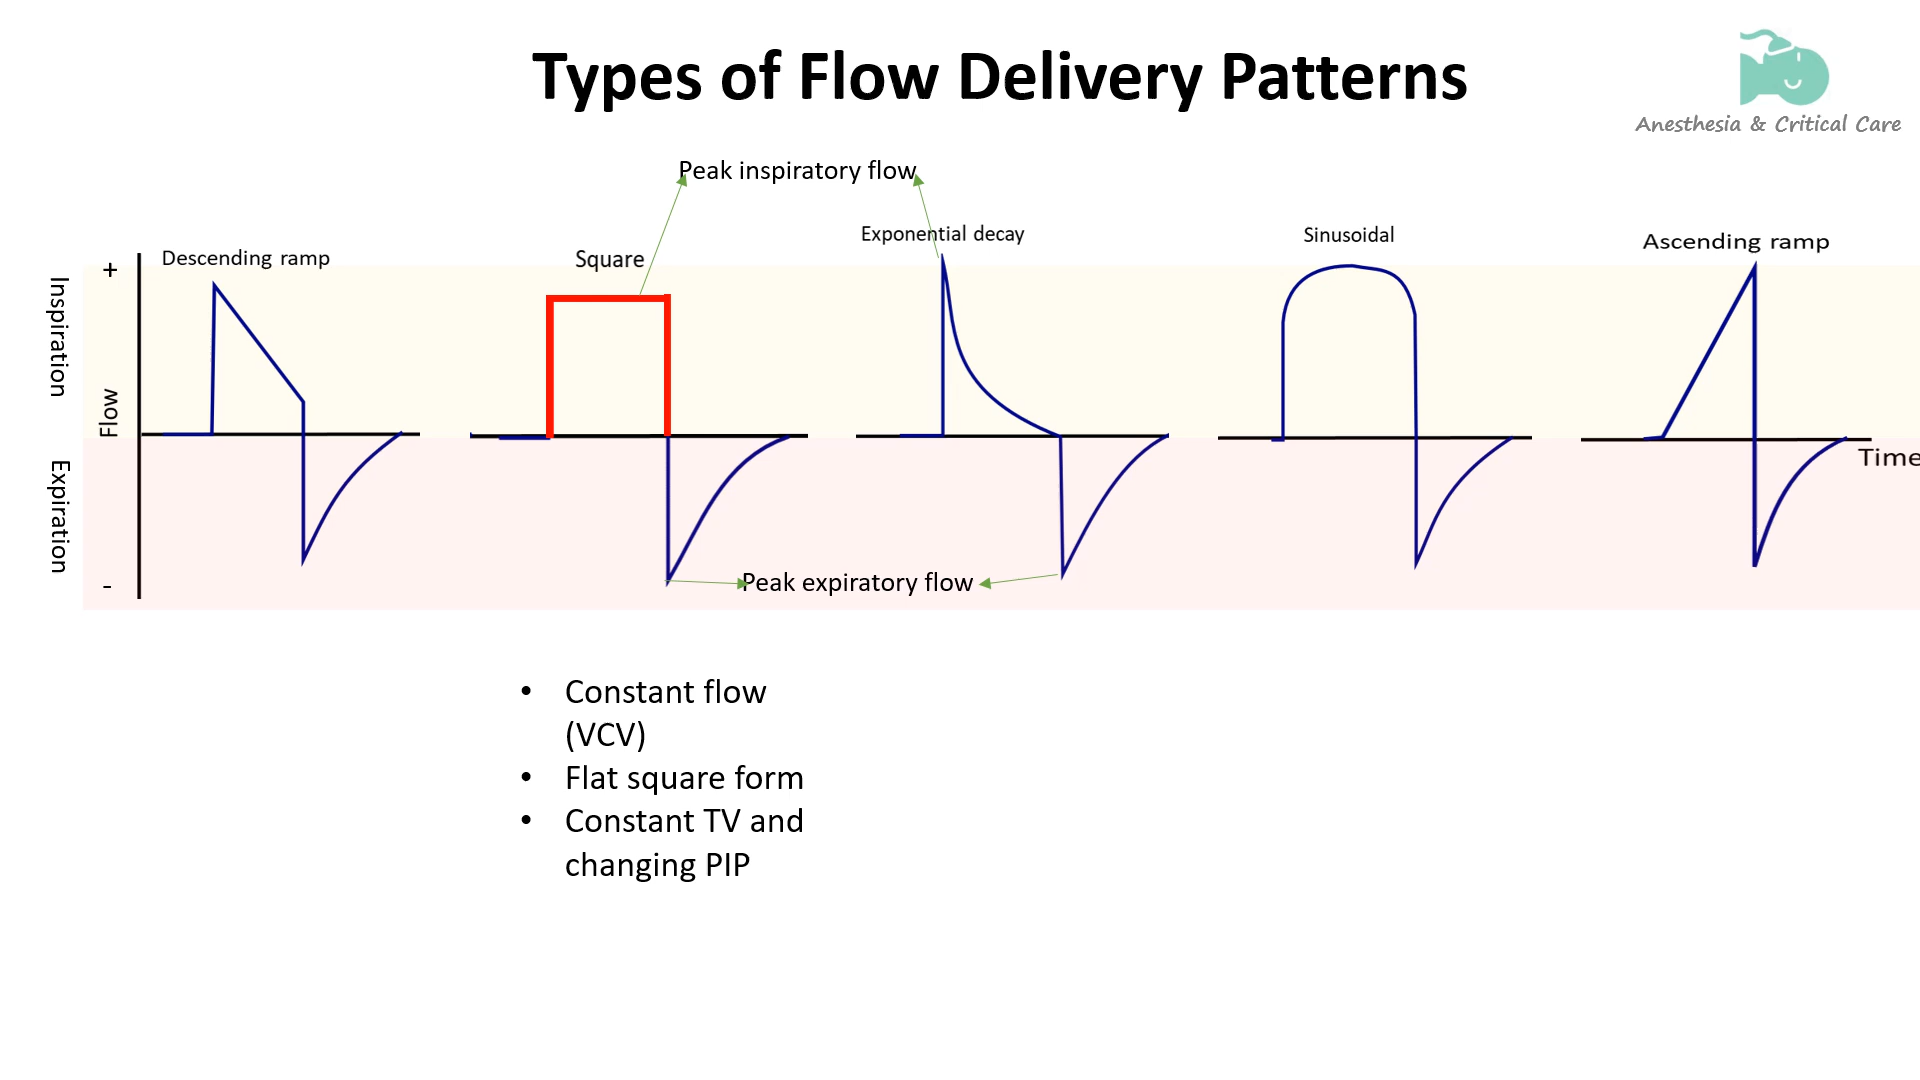 Types of Flow Delivery Patterns
Anesthesia & Critical Care
Peak inspiratory flow
Descending ramp
Square
Exponential decay
Sinusoidal
Ascending ramp
+
Inspiration
Flow
Expiration
-
Time
Peak expiratory flow
• Constant flow
(VCV)
• Flat square form
• Constant TV and
changing PIP